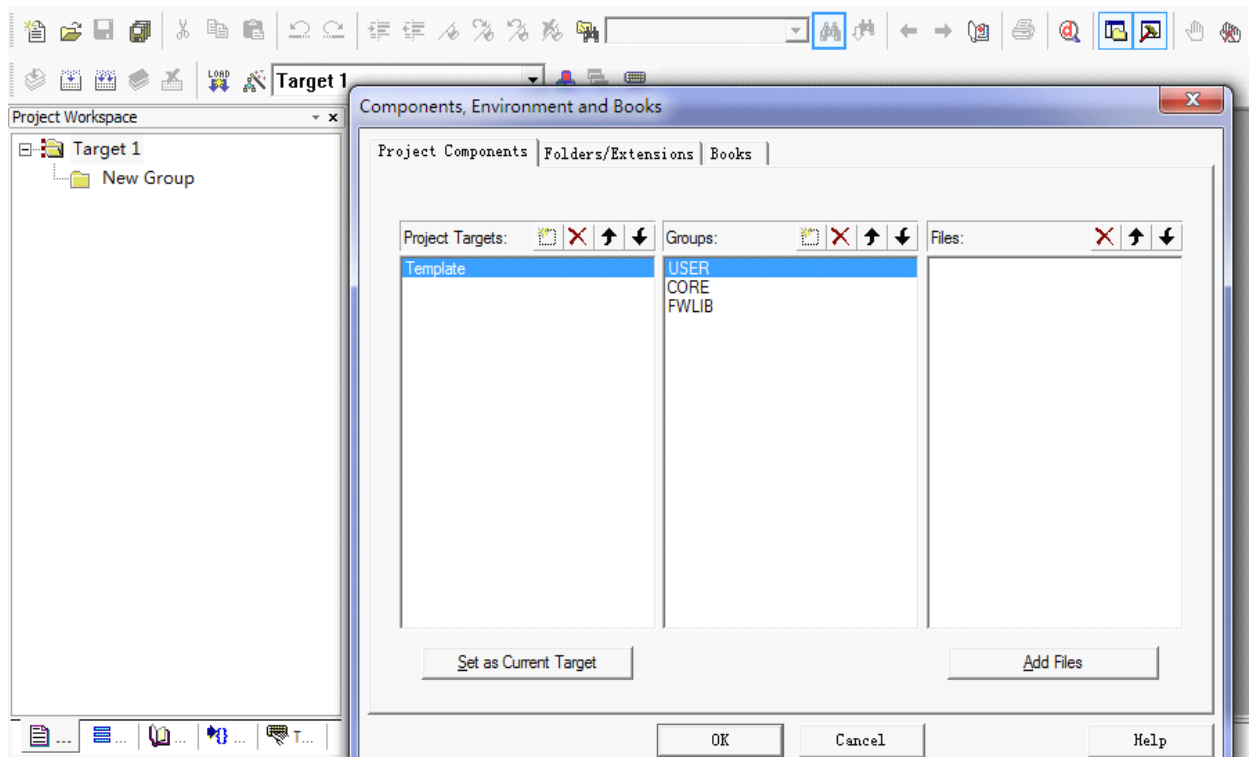 LOAD
Target 1
Project Workspace
Target 1
New Group
Components, Environment and Books
Project Components
Folders/Extensions
Books
Project Targets:
Groups:
Files:
Template
USER
CORE
FWLIB
Set as Current Target
Add Files
... ... ... ... T...
OK
Cancel
Help